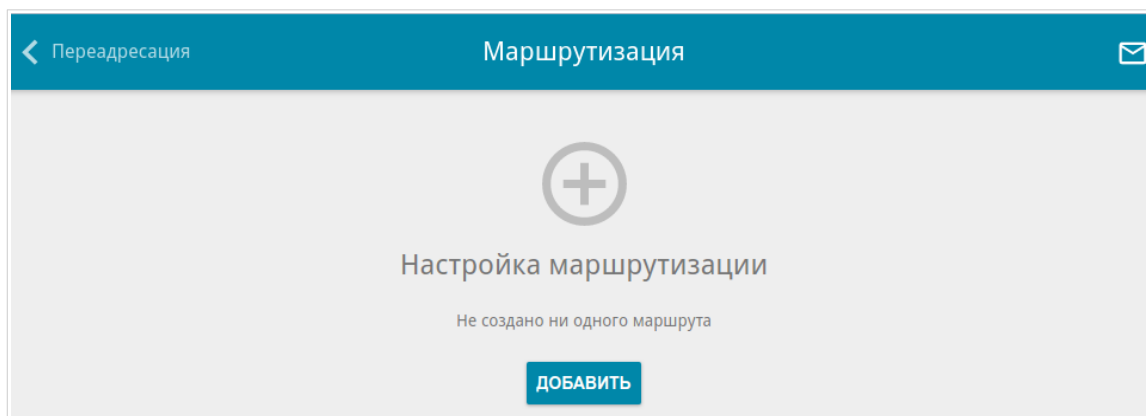 Переадресация
Маршрутизация
Настройка маршрутизации
Не создано ни одного маршрута
ДОБАВИТЬ